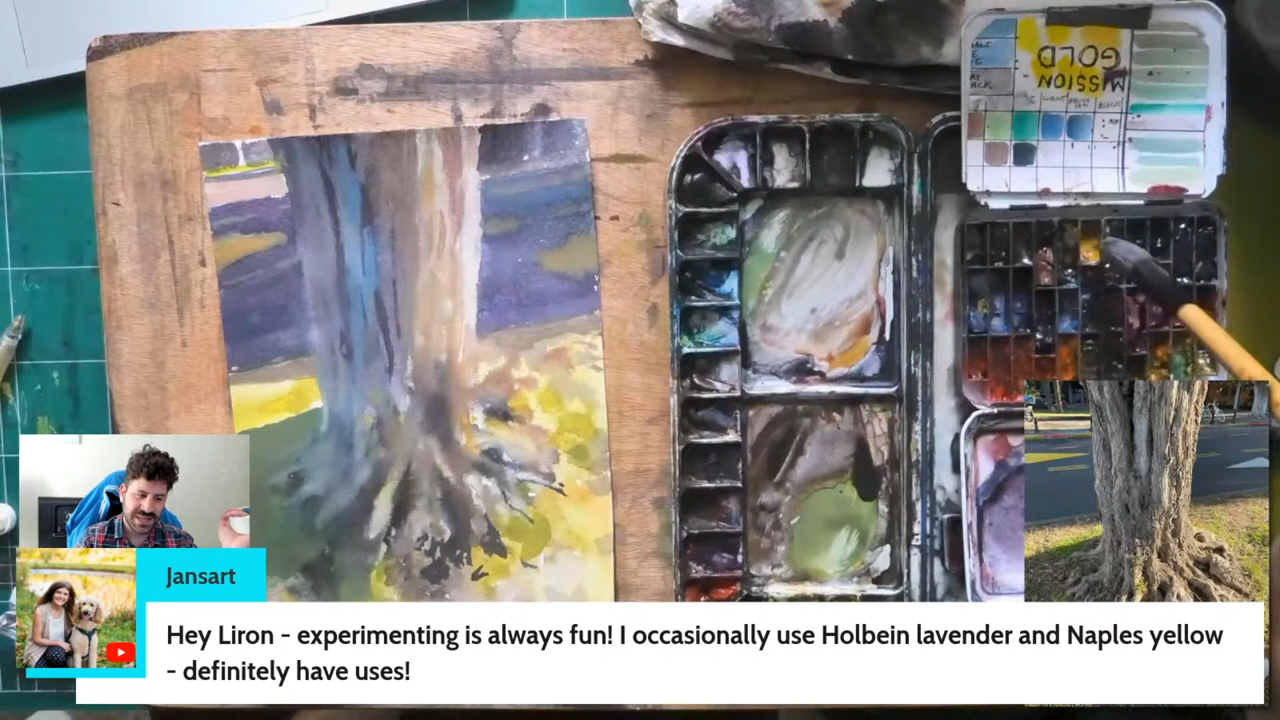 MISSION
GOLD
Jansart
Hey Liron - experimenting is always fun! I occasionally use Holbein lavender and Naples yellow
- definitely have uses!